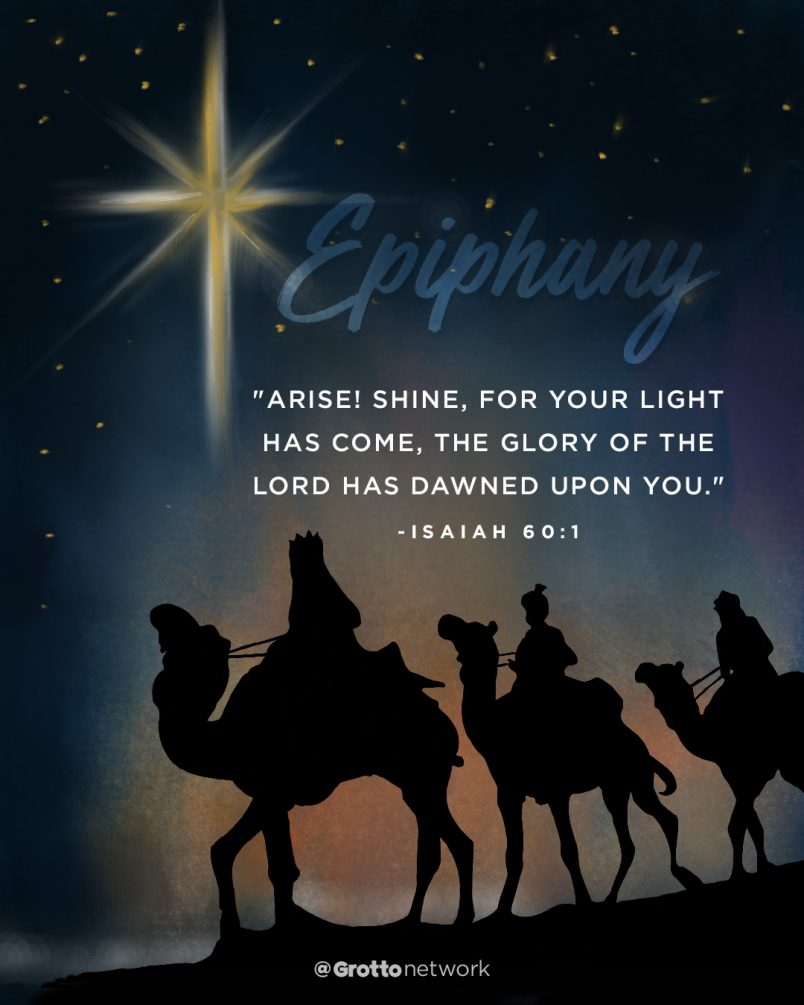 Epiphany
"ARISE! SHINE, FOR YOUR LIGHT
HAS COME, THE GLORY OF THE
LORD HAS DAWNED UPON YOU."
-ISAIAH 60:1
@Grottonetwork